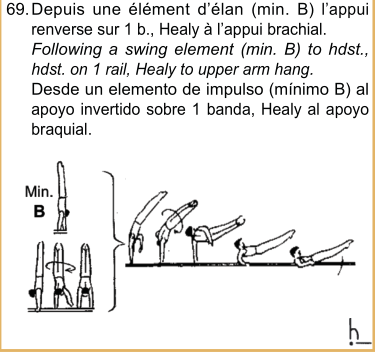 69. Depuis une élément d'élan (min. B) l'appui
renverse sur 1 b., Healy à l'appui brachial.
Following a swing element (min. B) to hdst.,
hdst. on 1 rail, Healy to upper arm hang.
Desde un elemento de impulso (mínimo B) al
apoyo invertido sobre 1 banda, Healy al apoyo
braquial.
Min.
B